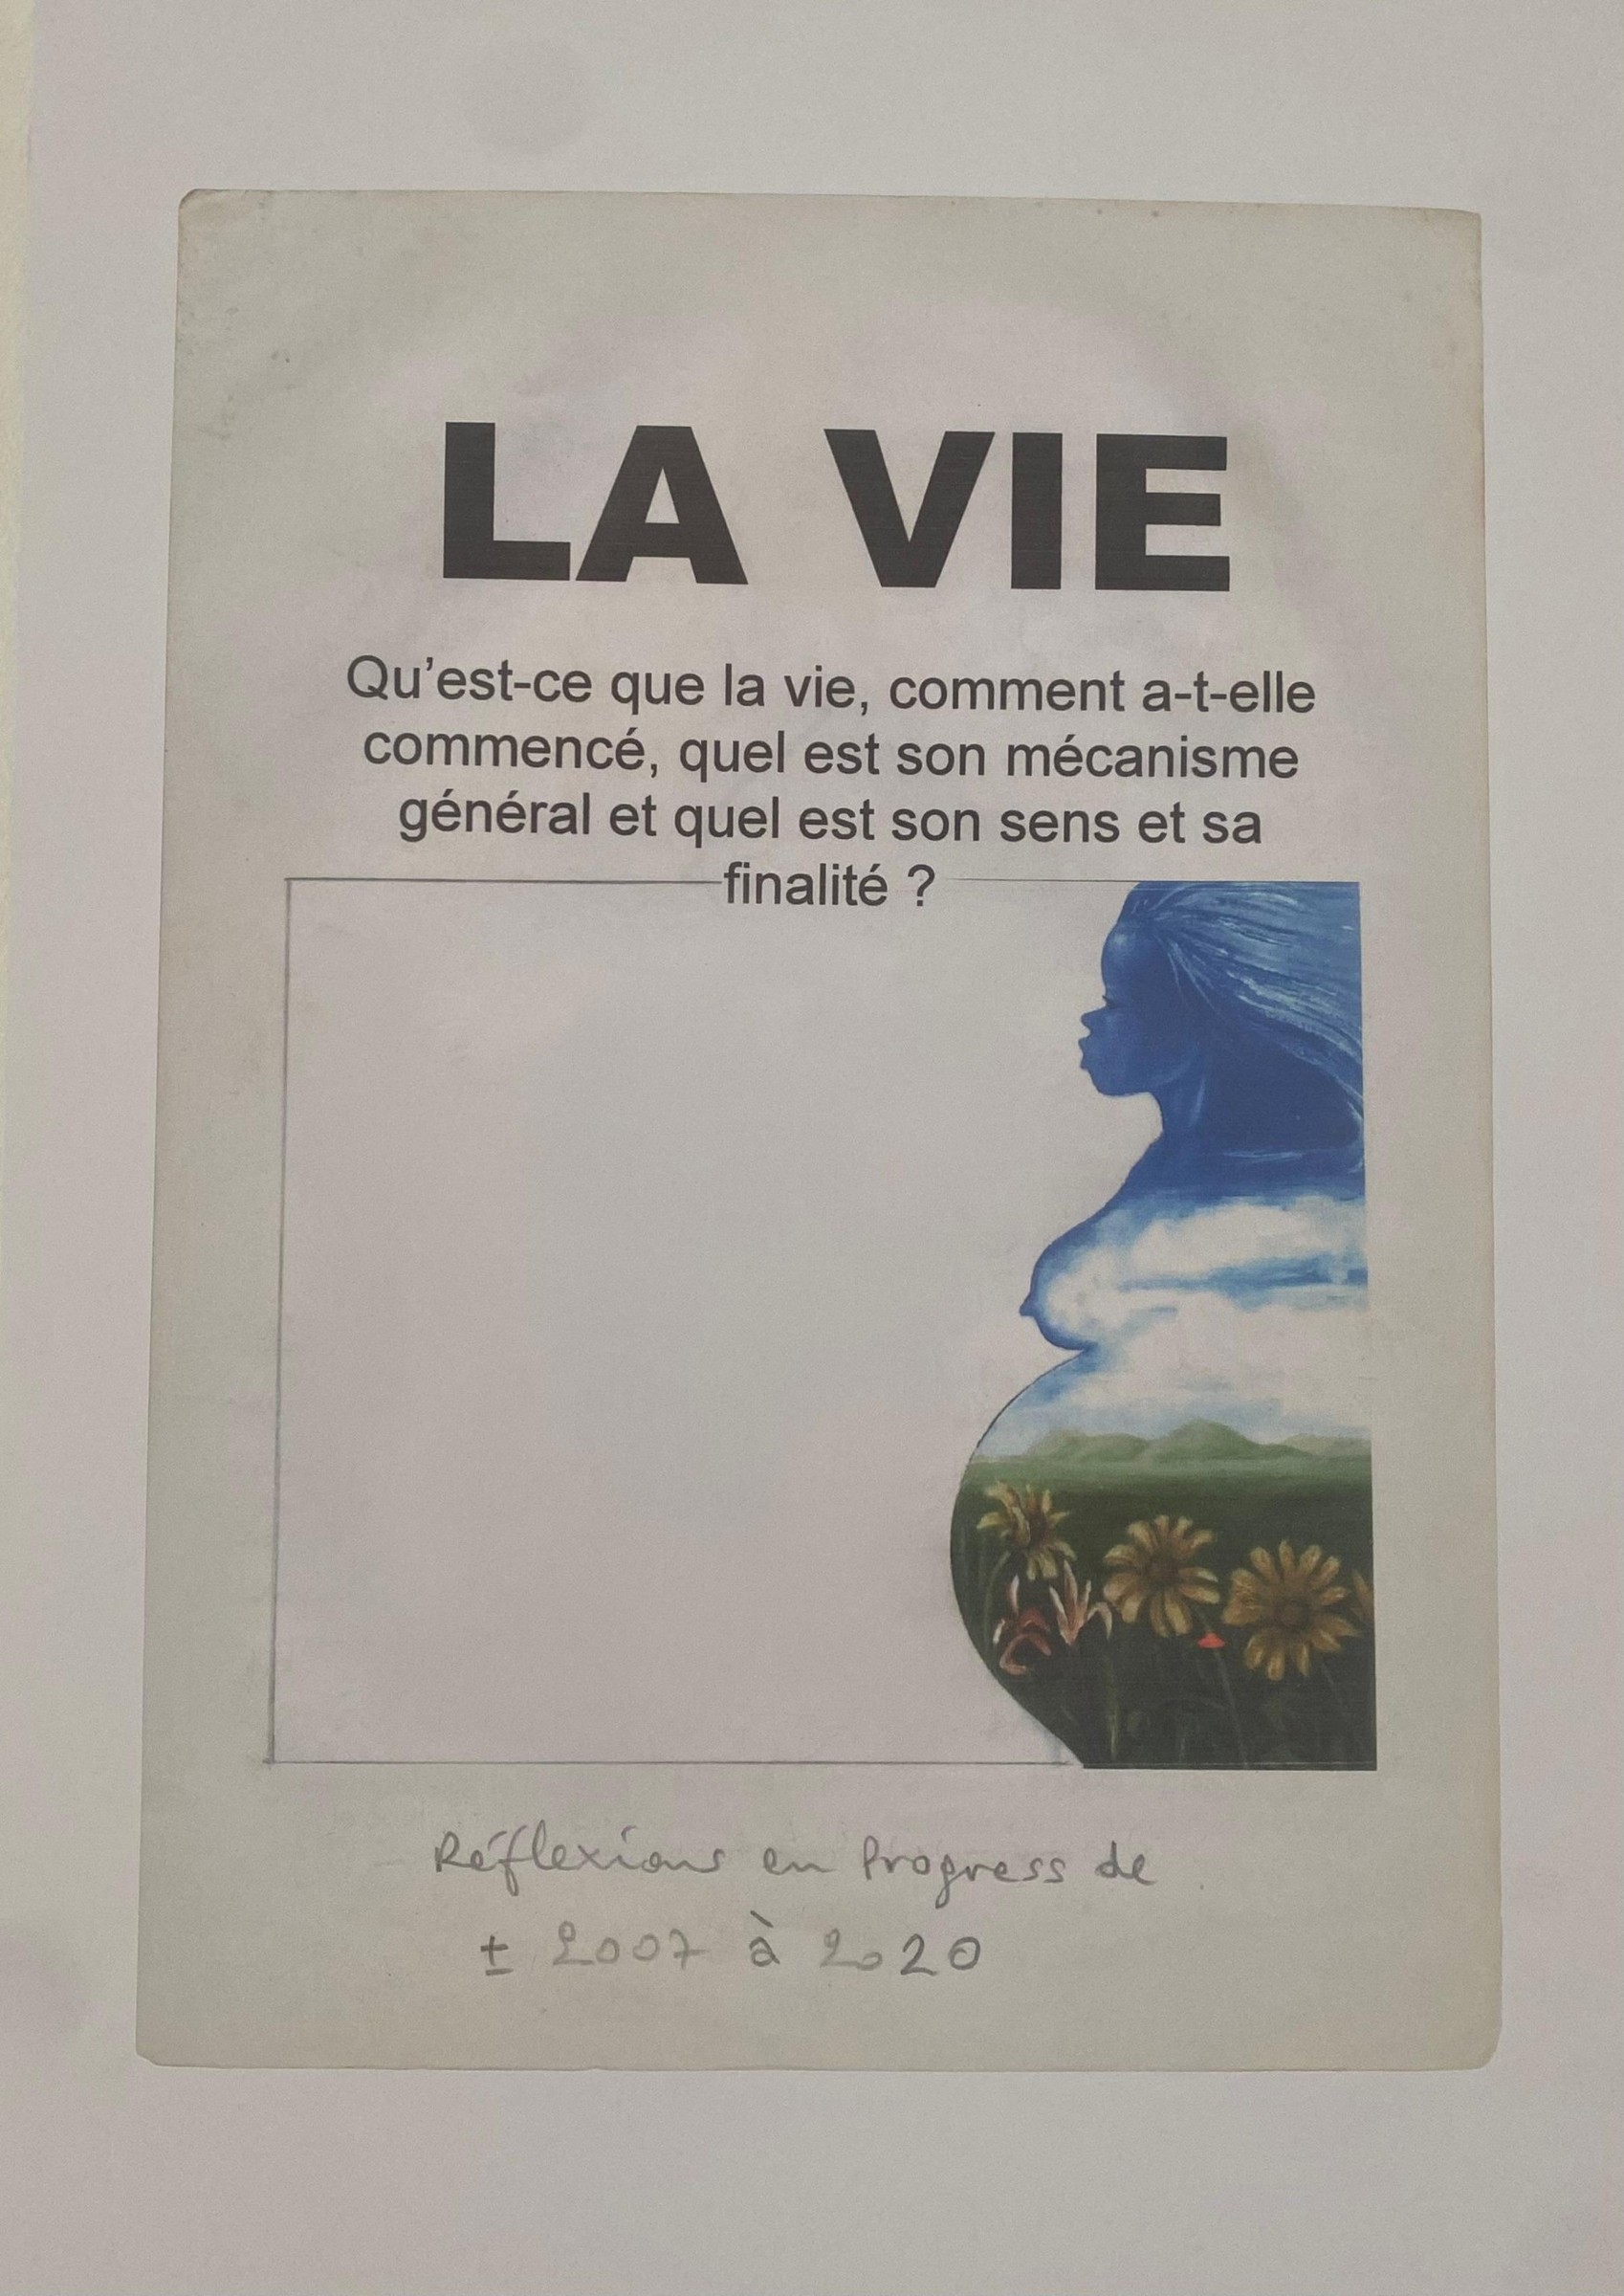 LA VIE
Qu’est-ce que la vie, comment a-t-elle
commencé, quel est son mécanisme
général et quel est son sens et sa
finalité ?
Réflexions en Progress de
± 2007 à 2020